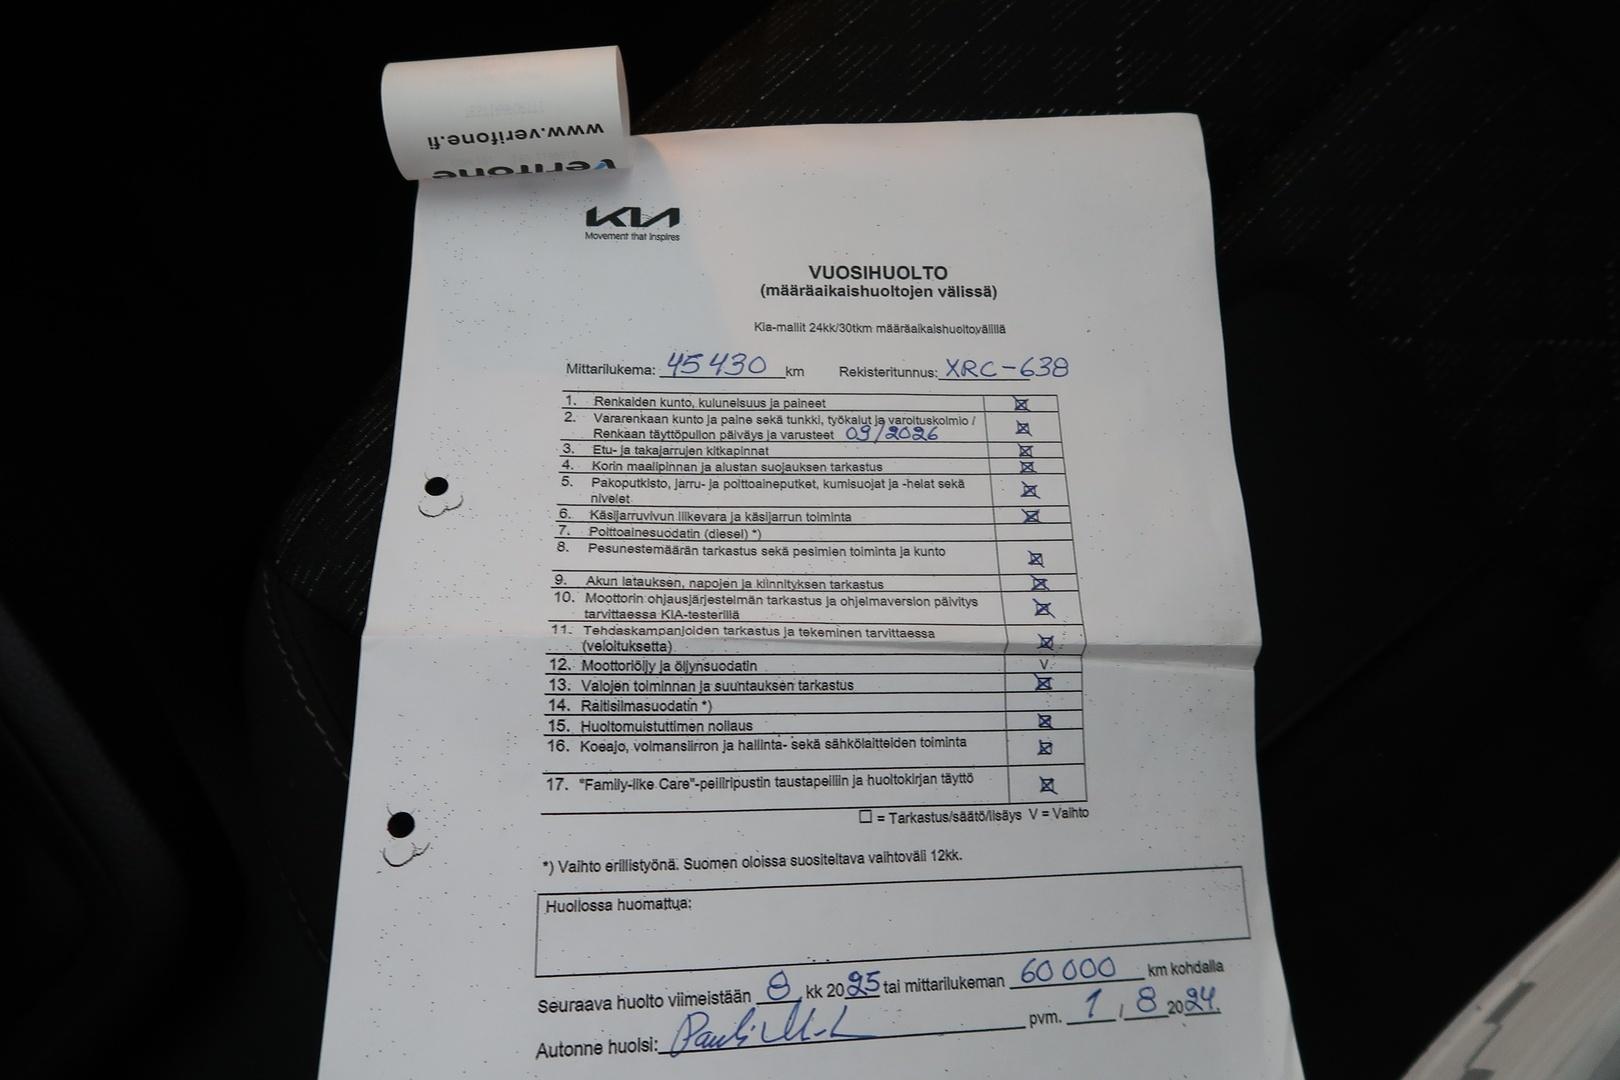 www.verifone.fi
verifone
KIA
Movement that inspires
VUOSIHUOLTO
(määräaikaishuoltojen välissä)
Kia-mallit 24kk/30tkm määräaikaishuoltovälillä
Mittarilukema: 45 430 km Rekisteritunnus: XRC-638
1. Renkaiden kunto, kuluneisuus ja paineet
2. Vararenkaan kunto ja paine sekä tunkki, työkalut ja varoituskolmio /
Renkaan täyttöpullon päiväys ja varusteet 09/2026
3. Etu- ja takajarrujen kitkapinnat
4. Korin maalipinnan ja alustan suojauksen tarkastus
5. Pakoputkisto, jarru- ja polttoaineputket, kumisuojat ja -helat sekä
nivelet
6. Käsijarruvivun liikevara ja käsijarrun toiminta
7. Polttoainesuodatin (diesel) *)
8. Pesunestemäärän tarkastus sekä pesimien toiminta ja kunto
9. Akun latauksen, napojen ja kiinnityksen tarkastus
10. Moottorin ohjausjärjestelmän tarkastus ja ohjelmaversion päivitys
tarvittaessa KIA-testerillä
11. Tehdaskampanjoiden tarkastus ja tekeminen tarvittaessa
(veloituksetta)
12. Moottoriöljy ja öljynsuodatin V
13. Valojen toiminnan ja suuntauksen tarkastus
14. Raitisilmasuodatin *)
15. Huoltomuistuttimen nollaus
16. Koeajo, voimansiirron ja hallinta- sekä sähkölaitteiden toiminta
17. "Family-like Care"-peiliripustin taustapeiliin ja huoltokirjan täyttö
☐ = Tarkastus/säätö/lisäys V = Vaihto
*) Vaihto erillistyönä. Suomen oloissa suositeltava vaihtoväli 12kk.
Huollossa huomattua:
Seuraava huolto viimeistään 8 kk 2025 tai mittarilukeman 60 000 km kohdalla
Autonne huolsi: Pauli pvm. 1 / 8 2024.